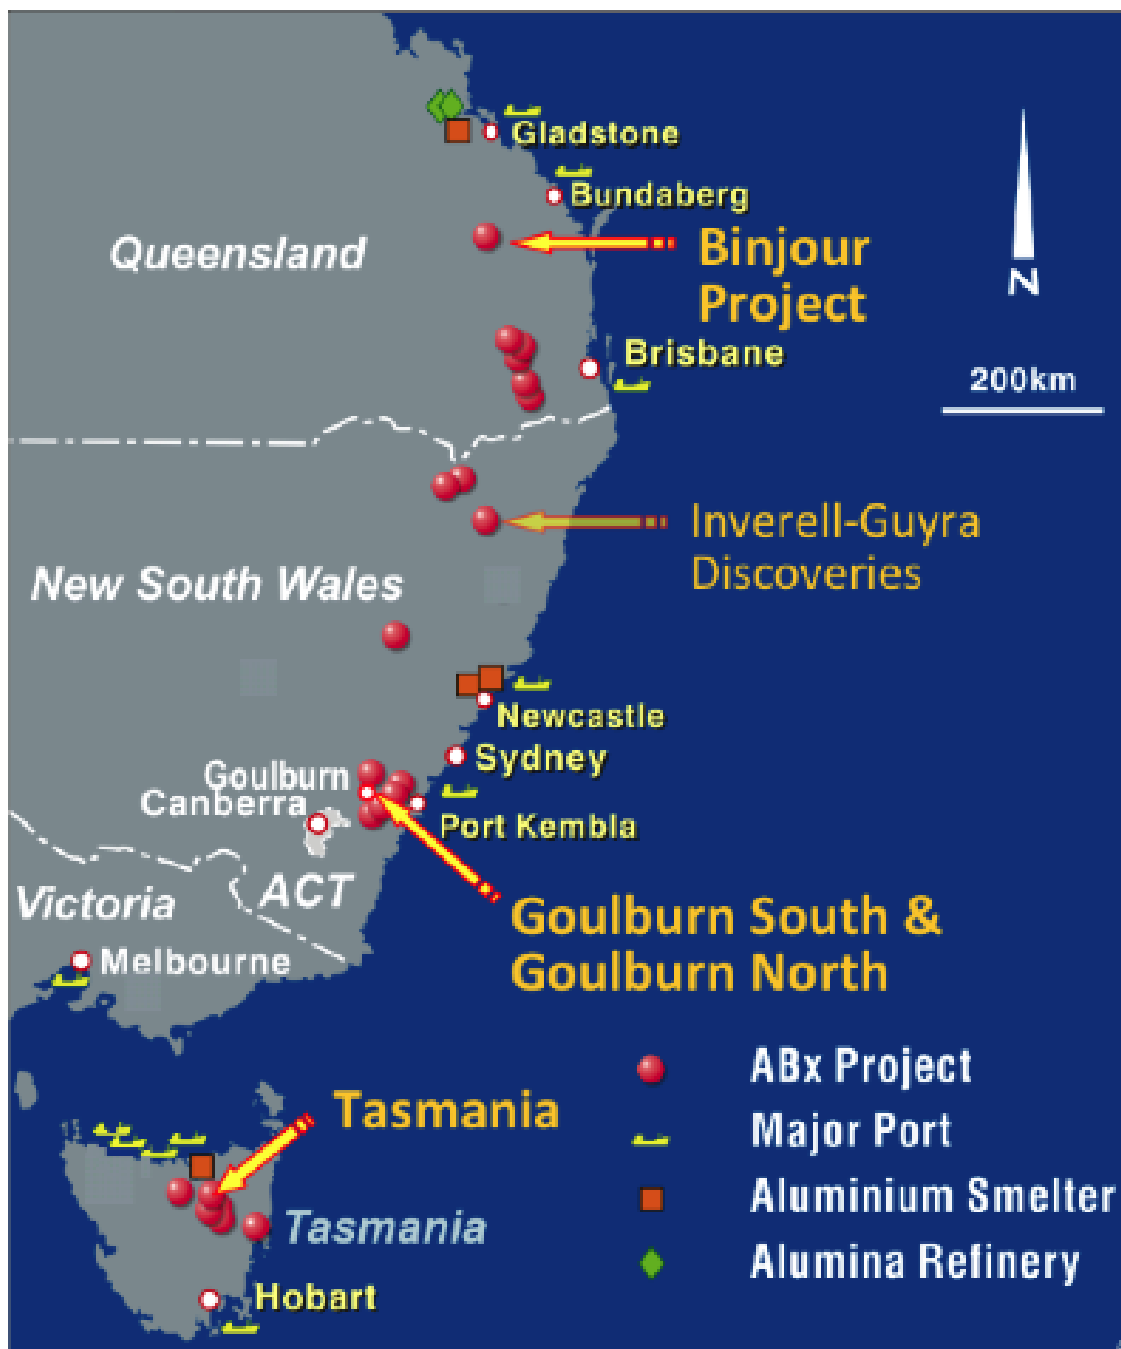 Gladstone
Bundaberg
Queensland
Binjour
Project
Brisbane
N
200km
Inverell-Guyra
Discoveries
New South Wales
Newcastle
Sydney
Goulburn
Canberra
Port Kembla
ACT
Victoria
Goulburn South &
Goulburn North
Melbourne
ABx Project
Tasmania
Major Port
Aluminium Smelter
Tasmania
Alumina Refinery
Hobart